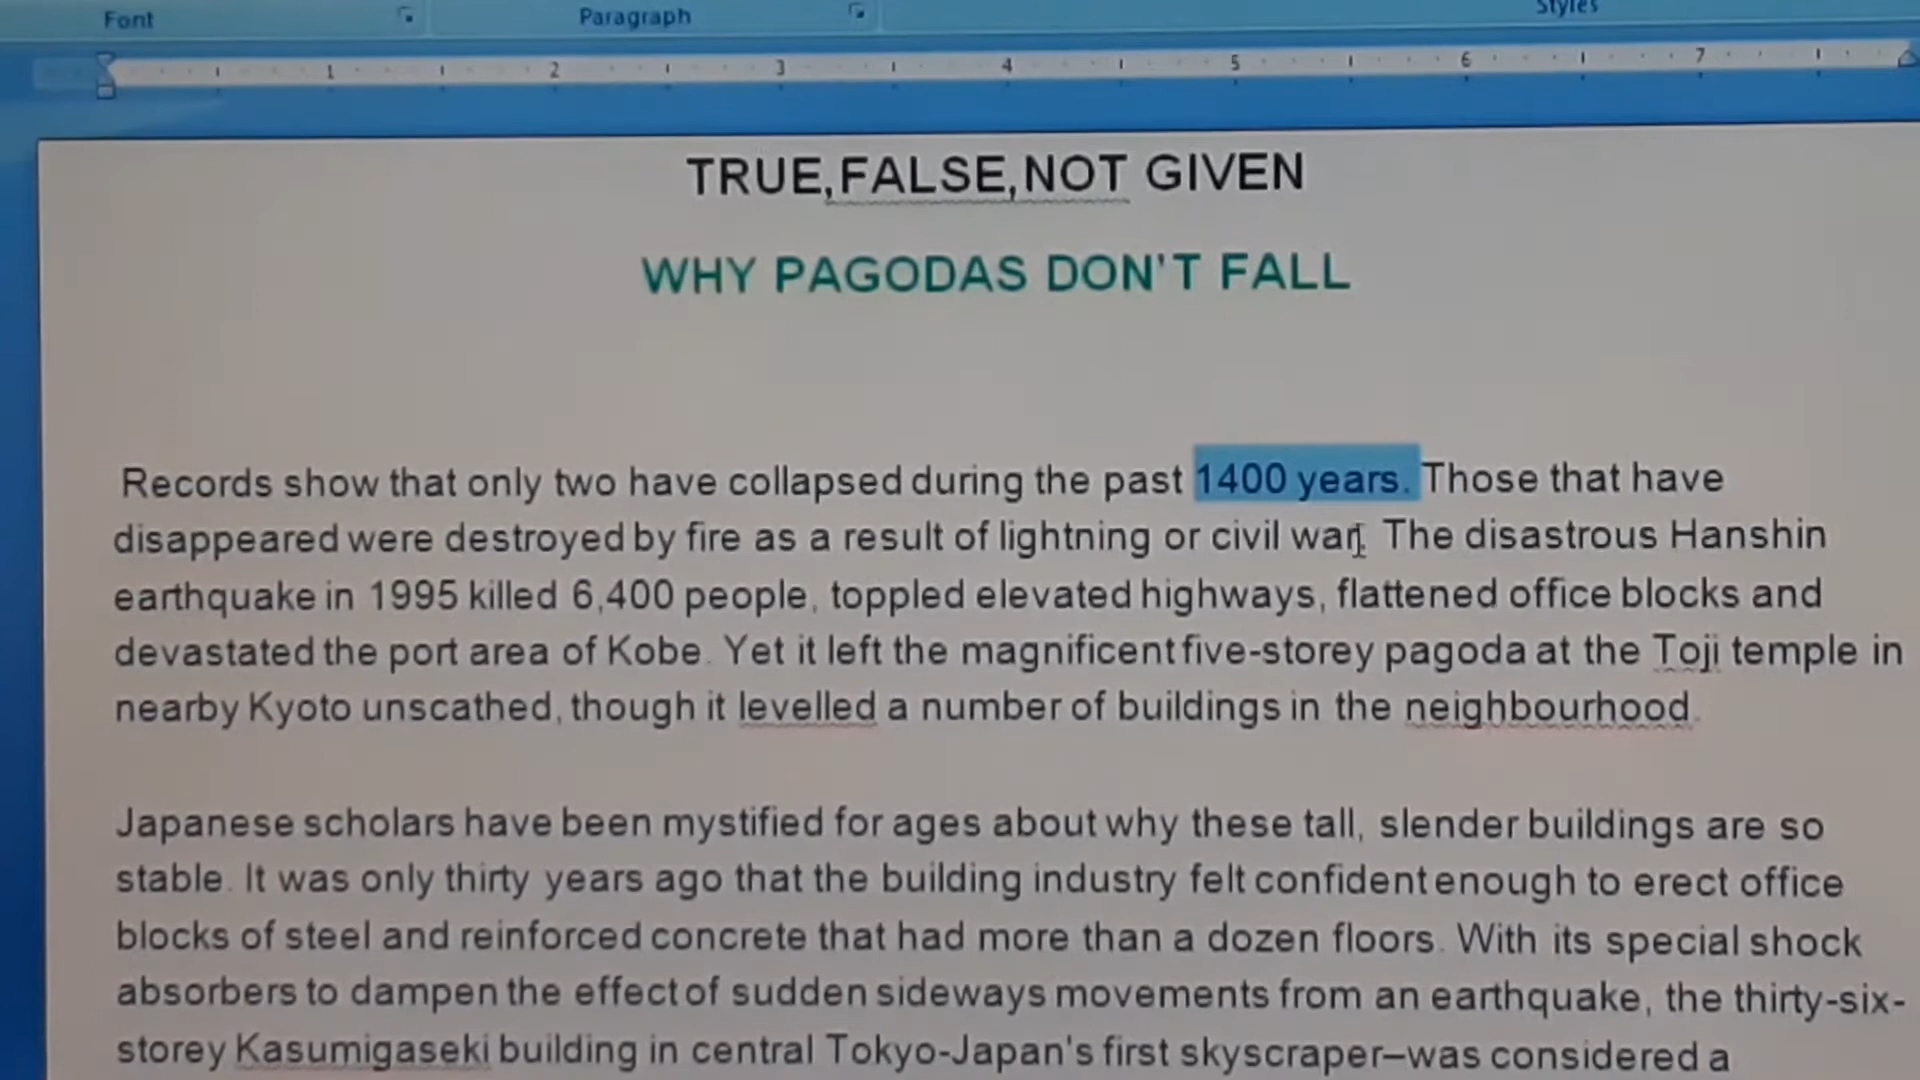 Font Paragraph Styles
1 2 3 4 5 6 7
TRUE,FALSE,NOT GIVEN
WHY PAGODAS DON'T FALL
Records show that only two have collapsed during the past 1400 years. Those that have
disappeared were destroyed by fire as a result of lightning or civil war. The disastrous Hanshin
earthquake in 1995 killed 6,400 people, toppled elevated highways, flattened office blocks and
devastated the port area of Kobe. Yet it left the magnificent five-storey pagoda at the Toji temple in
nearby Kyoto unscathed, though it levelled a number of buildings in the neighbourhood.
Japanese scholars have been mystified for ages about why these tall, slender buildings are so
stable. It was only thirty years ago that the building industry felt confident enough to erect office
blocks of steel and reinforced concrete that had more than a dozen floors. With its special shock
absorbers to dampen the effect of sudden sideways movements from an earthquake, the thirty-six-
storey Kasumigaseki building in central Tokyo-Japan's first skyscraper–was considered a